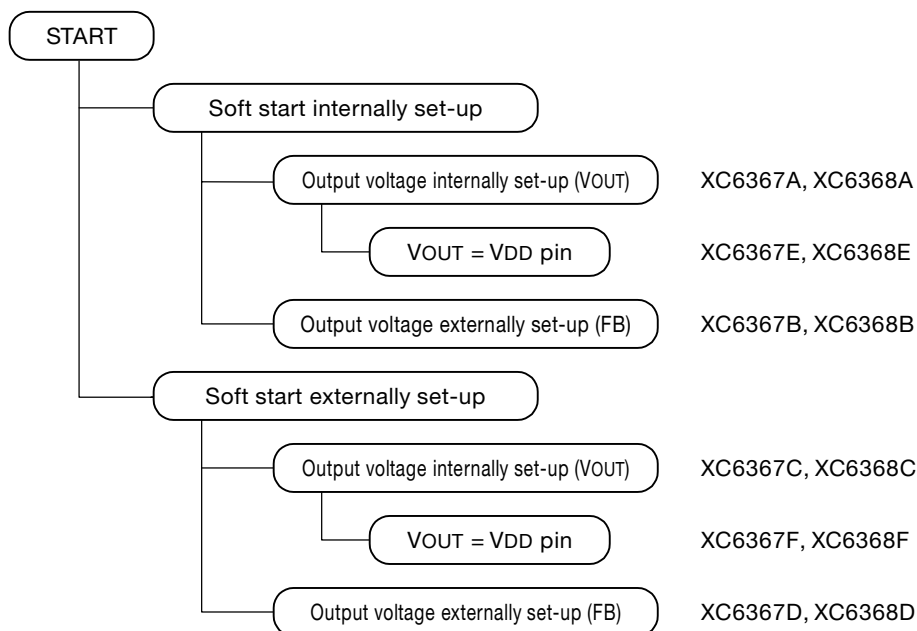 START
Soft start internally set-up
Output voltage internally set-up (VOUT) XC6367A, XC6368A
VOUT = VDD pin XC6367E, XC6368E
Output voltage externally set-up (FB) XC6367B, XC6368B
Soft start externally set-up
Output voltage internally set-up (VOUT) XC6367C, XC6368C
VOUT = VDD pin XC6367F, XC6368F
Output voltage externally set-up (FB) XC6367D, XC6368D